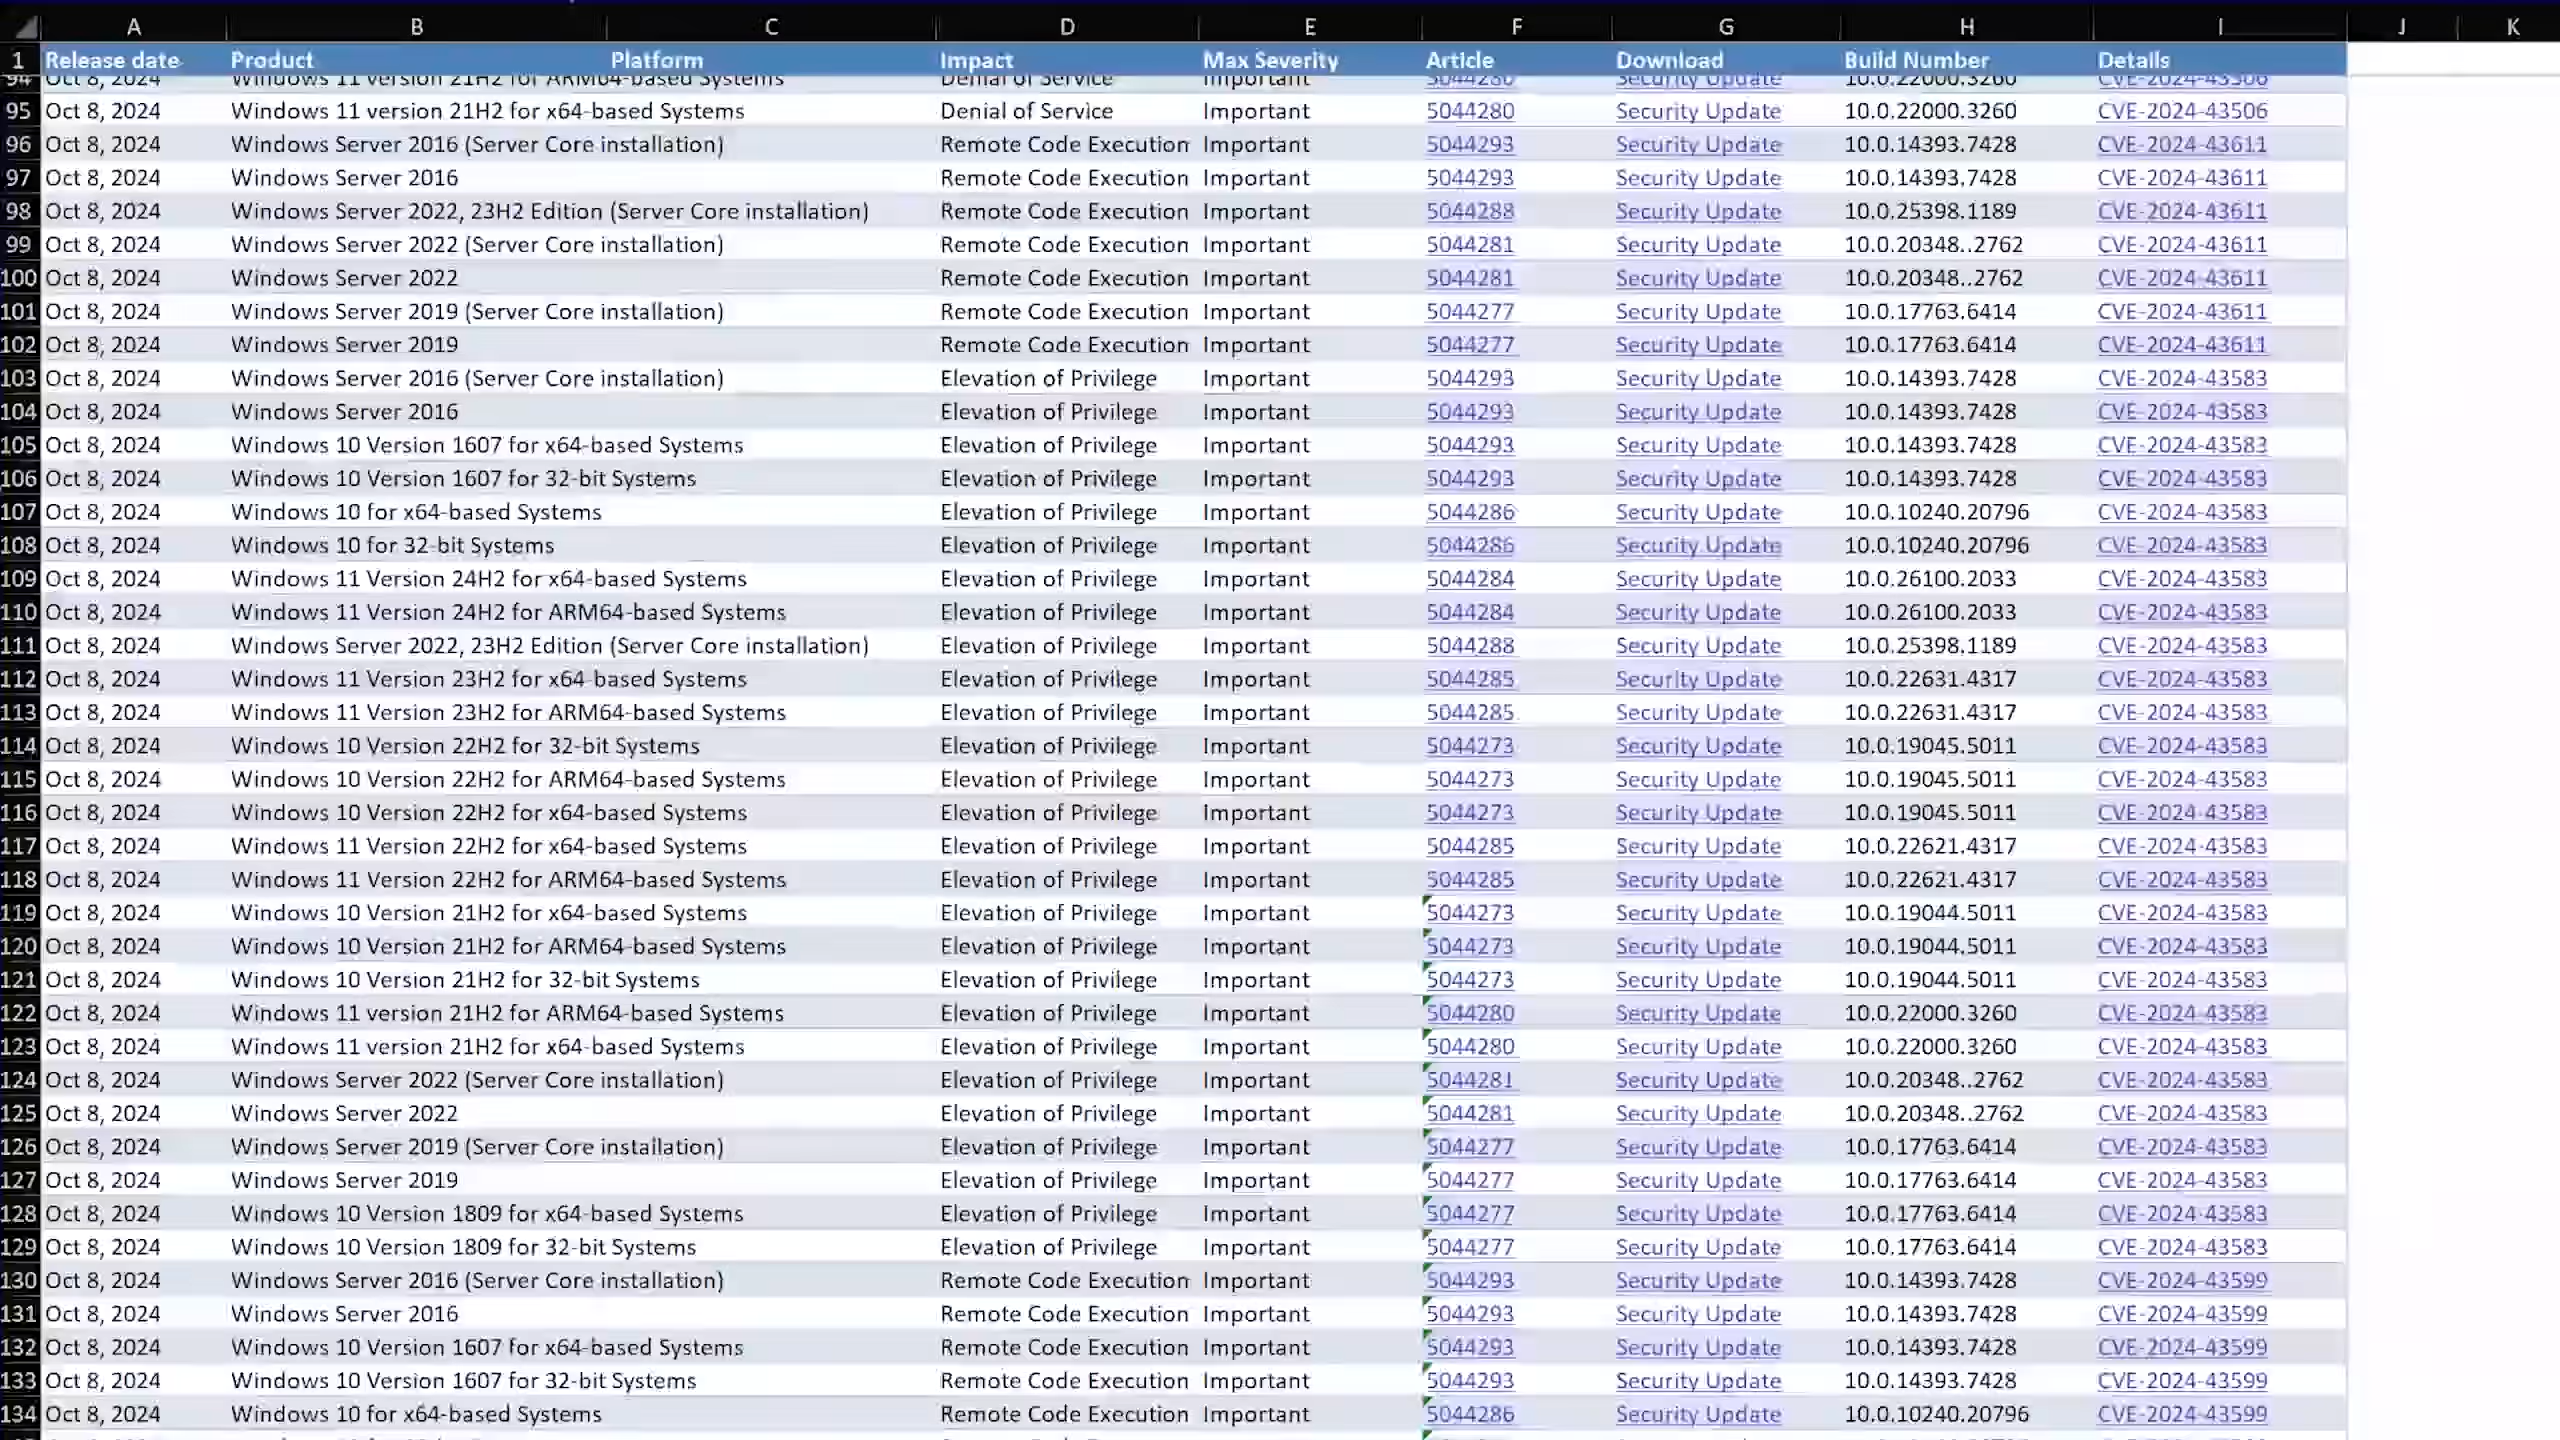 A B C D E F G H I J K
1 Release date Product Platform Impact Max Severity Article Download Build Number Details
94 Oct 8, 2024 Windows 11 version 21H2 for ARM64-based Systems Denial of Service Important 5044280 Security Update 10.0.22000.3260 CVE-2024-43506
95 Oct 8, 2024 Windows 11 version 21H2 for x64-based Systems Denial of Service Important 5044280 Security Update 10.0.22000.3260 CVE-2024-43506
96 Oct 8, 2024 Windows Server 2016 (Server Core installation) Remote Code Execution Important 5044293 Security Update 10.0.14393.7428 CVE-2024-43611
97 Oct 8, 2024 Windows Server 2016 Remote Code Execution Important 5044293 Security Update 10.0.14393.7428 CVE-2024-43611
98 Oct 8, 2024 Windows Server 2022, 23H2 Edition (Server Core installation) Remote Code Execution Important 5044288 Security Update 10.0.25398.1189 CVE-2024-43611
99 Oct 8, 2024 Windows Server 2022 (Server Core installation) Remote Code Execution Important 5044281 Security Update 10.0.20348..2762 CVE-2024-43611
100 Oct 8, 2024 Windows Server 2022 Remote Code Execution Important 5044281 Security Update 10.0.20348..2762 CVE-2024-43611
101 Oct 8, 2024 Windows Server 2019 (Server Core installation) Remote Code Execution Important 5044277 Security Update 10.0.17763.6414 CVE-2024-43611
102 Oct 8, 2024 Windows Server 2019 Remote Code Execution Important 5044277 Security Update 10.0.17763.6414 CVE-2024-43611
103 Oct 8, 2024 Windows Server 2016 (Server Core installation) Elevation of Privilege Important 5044293 Security Update 10.0.14393.7428 CVE-2024-43583
104 Oct 8, 2024 Windows Server 2016 Elevation of Privilege Important 5044293 Security Update 10.0.14393.7428 CVE-2024-43583
105 Oct 8, 2024 Windows 10 Version 1607 for x64-based Systems Elevation of Privilege Important 5044293 Security Update 10.0.14393.7428 CVE-2024-43583
106 Oct 8, 2024 Windows 10 Version 1607 for 32-bit Systems Elevation of Privilege Important 5044293 Security Update 10.0.14393.7428 CVE-2024-43583
107 Oct 8, 2024 Windows 10 for x64-based Systems Elevation of Privilege Important 5044286 Security Update 10.0.10240.20796 CVE-2024-43583
108 Oct 8, 2024 Windows 10 for 32-bit Systems Elevation of Privilege Important 5044286 Security Update 10.0.10240.20796 CVE-2024-43583
109 Oct 8, 2024 Windows 11 Version 24H2 for x64-based Systems Elevation of Privilege Important 5044284 Security Update 10.0.26100.2033 CVE-2024-43583
110 Oct 8, 2024 Windows 11 Version 24H2 for ARM64-based Systems Elevation of Privilege Important 5044284 Security Update 10.0.26100.2033 CVE-2024-43583
111 Oct 8, 2024 Windows Server 2022, 23H2 Edition (Server Core installation) Elevation of Privilege Important 5044288 Security Update 10.0.25398.1189 CVE-2024-43583
112 Oct 8, 2024 Windows 11 Version 23H2 for x64-based Systems Elevation of Privilege Important 5044285 Security Update 10.0.22631.4317 CVE-2024-43583
113 Oct 8, 2024 Windows 11 Version 23H2 for ARM64-based Systems Elevation of Privilege Important 5044285 Security Update 10.0.22631.4317 CVE-2024-43583
114 Oct 8, 2024 Windows 10 Version 22H2 for 32-bit Systems Elevation of Privilege Important 5044273 Security Update 10.0.19045.5011 CVE-2024-43583
115 Oct 8, 2024 Windows 10 Version 22H2 for ARM64-based Systems Elevation of Privilege Important 5044273 Security Update 10.0.19045.5011 CVE-2024-43583
116 Oct 8, 2024 Windows 10 Version 22H2 for x64-based Systems Elevation of Privilege Important 5044273 Security Update 10.0.19045.5011 CVE-2024-43583
117 Oct 8, 2024 Windows 11 Version 22H2 for x64-based Systems Elevation of Privilege Important 5044285 Security Update 10.0.22621.4317 CVE-2024-43583
118 Oct 8, 2024 Windows 11 Version 22H2 for ARM64-based Systems Elevation of Privilege Important 5044285 Security Update 10.0.22621.4317 CVE-2024-43583
119 Oct 8, 2024 Windows 10 Version 21H2 for x64-based Systems Elevation of Privilege Important 5044273 Security Update 10.0.19044.5011 CVE-2024-43583
120 Oct 8, 2024 Windows 10 Version 21H2 for ARM64-based Systems Elevation of Privilege Important 5044273 Security Update 10.0.19044.5011 CVE-2024-43583
121 Oct 8, 2024 Windows 10 Version 21H2 for 32-bit Systems Elevation of Privilege Important 5044273 Security Update 10.0.19044.5011 CVE-2024-43583
122 Oct 8, 2024 Windows 11 version 21H2 for ARM64-based Systems Elevation of Privilege Important 5044280 Security Update 10.0.22000.3260 CVE-2024-43583
123 Oct 8, 2024 Windows 11 version 21H2 for x64-based Systems Elevation of Privilege Important 5044280 Security Update 10.0.22000.3260 CVE-2024-43583
124 Oct 8, 2024 Windows Server 2022 (Server Core installation) Elevation of Privilege Important 5044281 Security Update 10.0.20348..2762 CVE-2024-43583
125 Oct 8, 2024 Windows Server 2022 Elevation of Privilege Important 5044281 Security Update 10.0.20348..2762 CVE-2024-43583
126 Oct 8, 2024 Windows Server 2019 (Server Core installation) Elevation of Privilege Important 5044277 Security Update 10.0.17763.6414 CVE-2024-43583
127 Oct 8, 2024 Windows Server 2019 Elevation of Privilege Important 5044277 Security Update 10.0.17763.6414 CVE-2024-43583
128 Oct 8, 2024 Windows 10 Version 1809 for x64-based Systems Elevation of Privilege Important 5044277 Security Update 10.0.17763.6414 CVE-2024-43583
129 Oct 8, 2024 Windows 10 Version 1809 for 32-bit Systems Elevation of Privilege Important 5044277 Security Update 10.0.17763.6414 CVE-2024-43583
130 Oct 8, 2024 Windows Server 2016 (Server Core installation) Remote Code Execution Important 5044293 Security Update 10.0.14393.7428 CVE-2024-43599
131 Oct 8, 2024 Windows Server 2016 Remote Code Execution Important 5044293 Security Update 10.0.14393.7428 CVE-2024-43599
132 Oct 8, 2024 Windows 10 Version 1607 for x64-based Systems Remote Code Execution Important 5044293 Security Update 10.0.14393.7428 CVE-2024-43599
133 Oct 8, 2024 Windows 10 Version 1607 for 32-bit Systems Remote Code Execution Important 5044293 Security Update 10.0.14393.7428 CVE-2024-43599
134 Oct 8, 2024 Windows 10 for x64-based Systems Remote Code Execution Important 5044286 Security Update 10.0.10240.20796 CVE-2024-43599